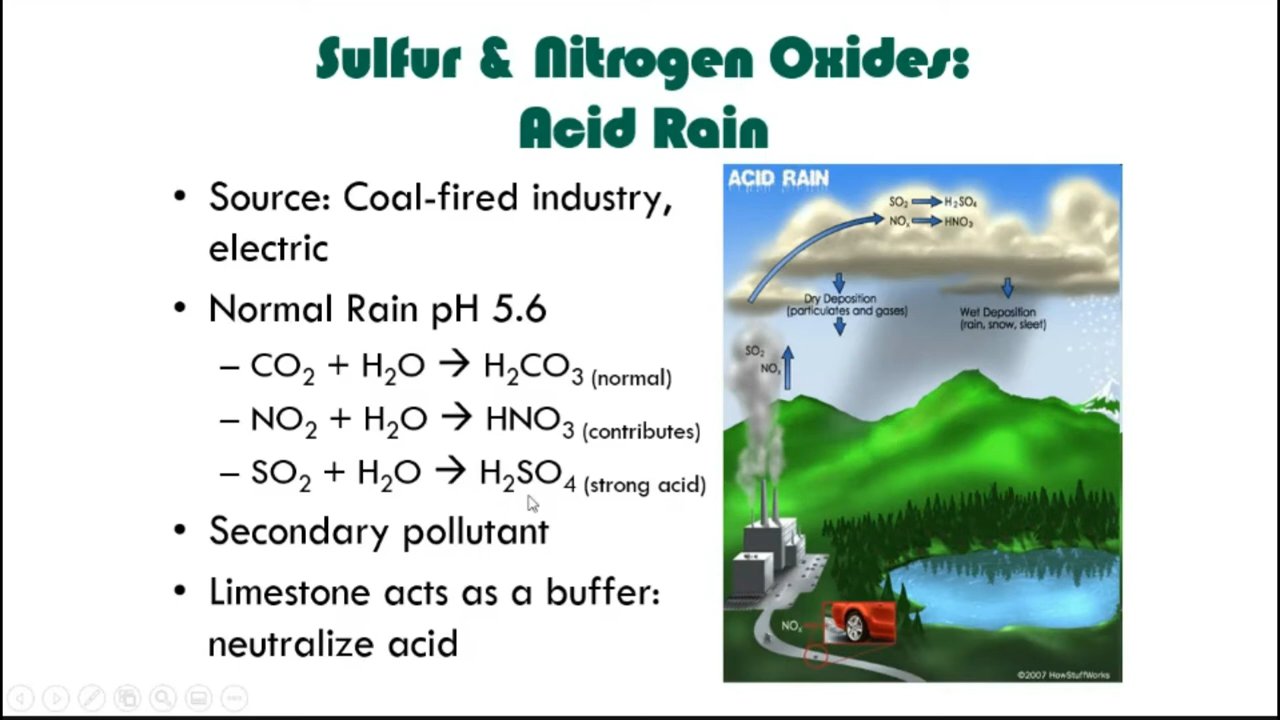 Sulfur & Nitrogen Oxides:
Acid Rain
• Source: Coal-fired industry,
electric
• Normal Rain pH 5.6
– CO₂ + H₂O → H₂CO₃ (normal)
– NO₂ + H₂O → HNO₃ (contributes)
– SO₂ + H₂O → H₂SO₄ (strong acid)
• Secondary pollutant
• Limestone acts as a buffer:
neutralize acid
ACID RAIN
SO₂ → H₂SO₄
NOₓ → HNO₃
Dry Deposition
(particulates and gases)
Wet Deposition
(rain, snow, sleet)
SO₂
NOₓ
NOₓ
©2007 HowStuffWorks